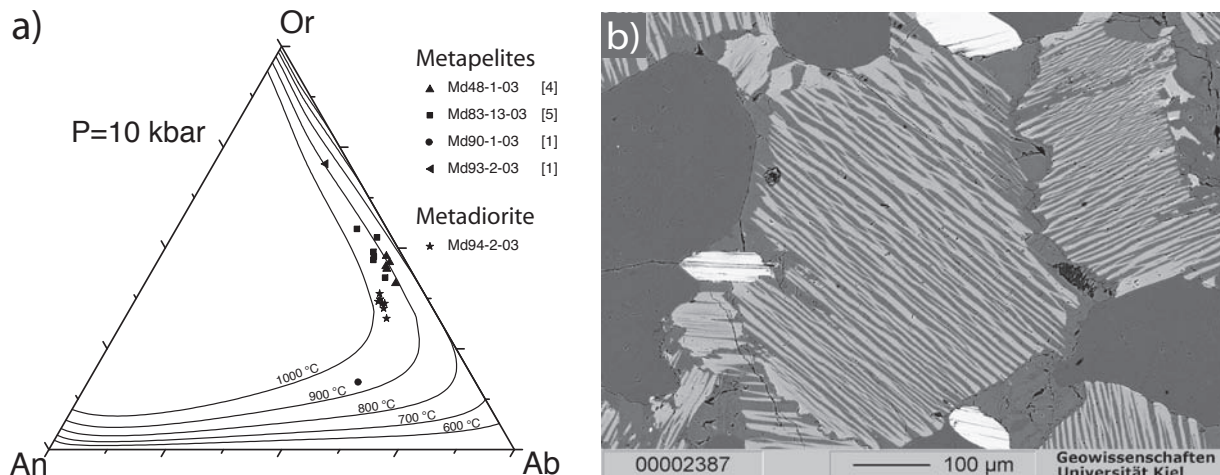 a)
Or
P=10 kbar
Metapelites
Md48-1-03 [4]
Md83-13-03 [5]
Md90-1-03 [1]
Md93-2-03 [1]
Metadiorite
Md94-2-03
1000 °C
900 °C
800 °C
700 °C
600 °C
An
Ab
b)
00002387
100 µm
Geowissenschaften
Universität Kiel